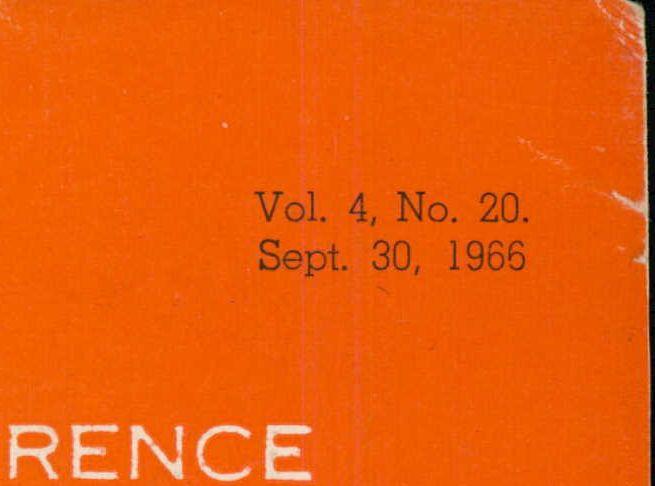 Vol. 4, No. 20.
Sept. 30, 1966
RENCE